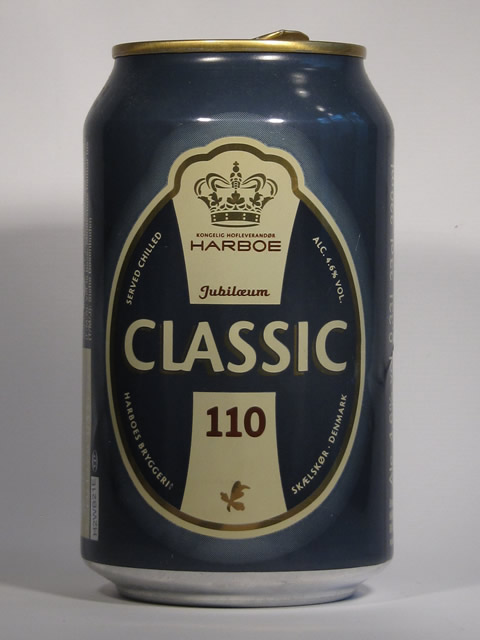 KONGELIG HOFLEVERANDØR
HARBOE
SERVED CHILLED
ALC. 4.6% VOL.
Jubilæum
CLASSIC
110
HARBOES BRYGGERI
SKÆLSKØR · DENMARK